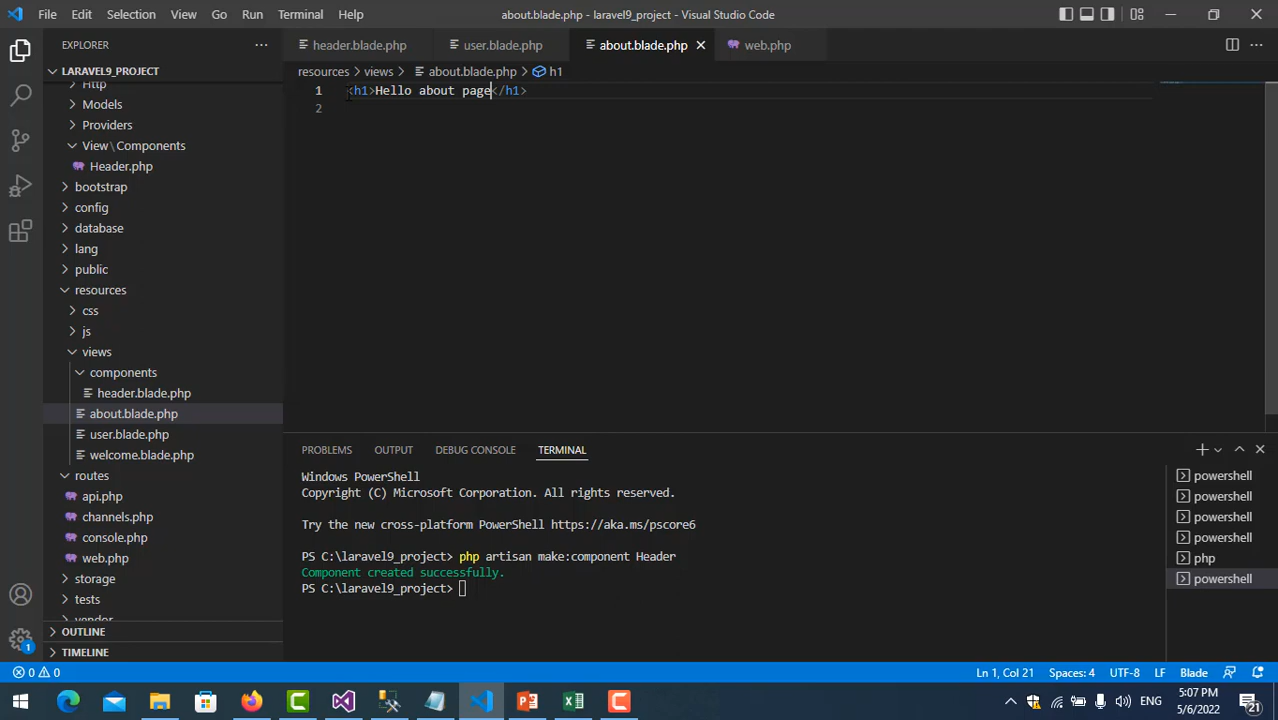 File Edit Selection View Go Run Terminal Help about.blade.php - laravel9_project - Visual Studio Code
EXPLORER
LARAVEL9_PROJECT
Http
Models
Providers
View\Components
Header.php
bootstrap
config
database
lang
public
resources
css
js
views
components
header.blade.php
about.blade.php
user.blade.php
welcome.blade.php
routes
api.php
channels.php
console.php
web.php
storage
tests
vendor
OUTLINE
TIMELINE
header.blade.php user.blade.php about.blade.php web.php
resources > views > about.blade.php > h1
1 <h1>Hello about page</h1>
2
PROBLEMS OUTPUT DEBUG CONSOLE TERMINAL
Windows PowerShell
Copyright (C) Microsoft Corporation. All rights reserved.
Try the new cross-platform PowerShell https://aka.ms/pscore6
PS C:\laravel9_project> php artisan make:component Header
Component created successfully.
PS C:\laravel9_project>
powershell
powershell
powershell
powershell
php
powershell
1
0 0 Ln 1, Col 21 Spaces: 4 UTF-8 LF Blade
ENG
5:07 PM
5/6/2022
21